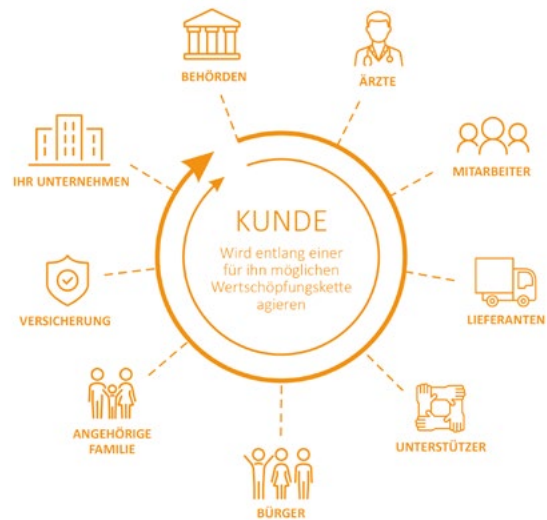 BEHÖRDEN
ÄRZTE
MITARBEITER
LIEFERANTEN
UNTERSTÜTZER
BÜRGER
ANGEHÖRIGE
FAMILIE
VERSICHERUNG
IHR UNTERNEHMEN
KUNDE
Wird entlang einer
für ihn möglichen
Wertschöpfungskette
agieren